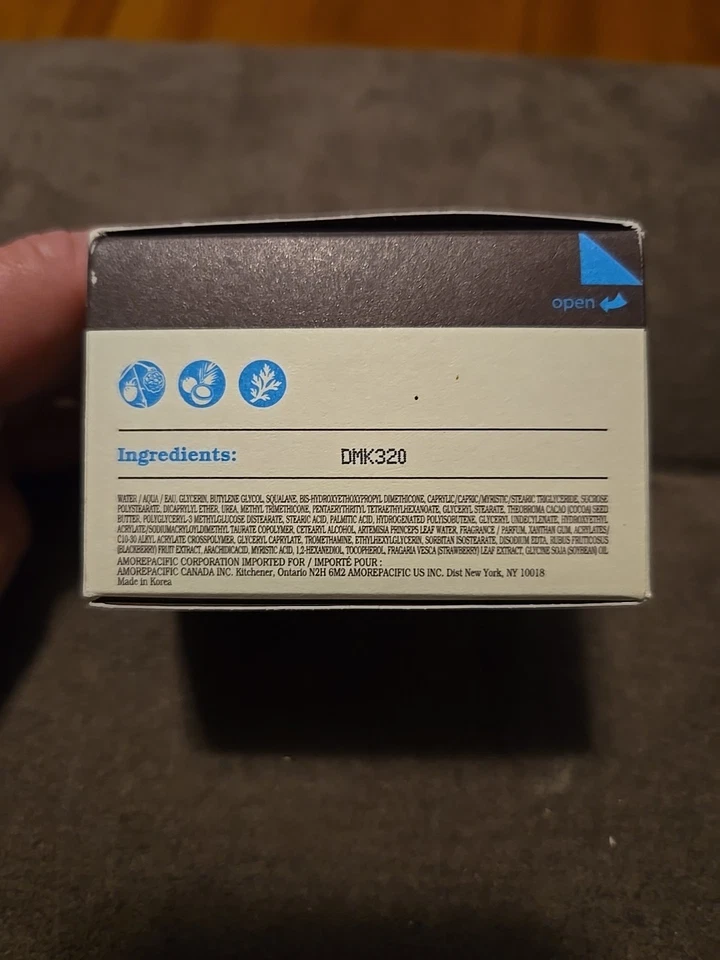 open
Ingredients: DMK320
WATER / AQUA / EAU, GLYCERIN, BUTYLENE GLYCOL, SQUALANE, BIS-HYDROXYETHOXYPROPYL DIMETHICONE, CAPRYLIC/CAPRIC/MYRISTIC/STEARIC TRIGLYCERIDE, SUCROSE
POLYSTEARATE, DICAPRYLYL ETHER, UREA, METHYL TRIMETHICONE, PENTAERYTHRITYL TETRAETHYLHEXANOATE, GLYCERYL STEARATE, THEOBROMA CACAO (COCOA) SEED
BUTTER, POLYGLYCERYL-3 METHYLGLUCOSE DISTEARATE, STEARIC ACID, PALMITIC ACID, HYDROGENATED POLYISOBUTENE, GLYCERYL UNDECYLENATE, HYDROXYETHYL
ACRYLATE/SODIUM ACRYLOYLDIMETHYL TAURATE COPOLYMER, CETEARYL ALCOHOL, ARTEMISIA PRINCEPS LEAF WATER, FRAGRANCE / PARFUM, XANTHAN GUM, ACRYLATES/
C10-30 ALKYL ACRYLATE CROSSPOLYMER, GLYCERYL CAPRYLATE, TROMETHAMINE, ETHYLHEXYLGLYCERIN, SORBITAN ISOSTEARATE, DISODIUM EDTA, RUBUS FRUTICOSUS
(BLACKBERRY) FRUIT EXTRACT, ARACHIDIC ACID, MYRISTIC ACID, 1,2-HEXANEDIOL, TOCOPHEROL, FRAGARIA VESCA (STRAWBERRY) LEAF EXTRACT, GLYCINE SOJA (SOYBEAN) OIL
AMOREPACIFIC CORPORATION IMPORTED FOR / IMPORTÉ POUR :
AMOREPACIFIC CANADA INC. Kitchener, Ontario N2H 6M2 AMOREPACIFIC US INC. Dist New York, NY 10018
Made in Korea